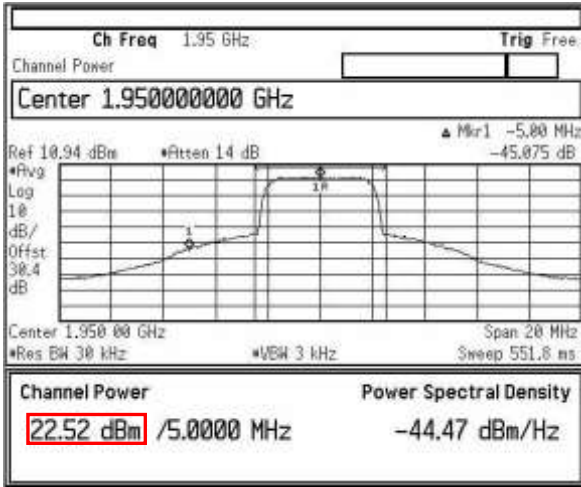 Ch Freq 1.95 GHz Trig Free
Channel Power
Center 1.950000000 GHz
Δ Mkr1 -5.00 MHz
Ref 10.94 dBm *Atten 14 dB -45.075 dB
*Avg
Log
10
dB/
Offst
30.4
dB
1
1R
Center 1.950 00 GHz Span 20 MHz
*Res BW 30 kHz *VBW 3 kHz Sweep 551.8 ms
Channel Power Power Spectral Density
22.52 dBm /5.0000 MHz -44.47 dBm/Hz